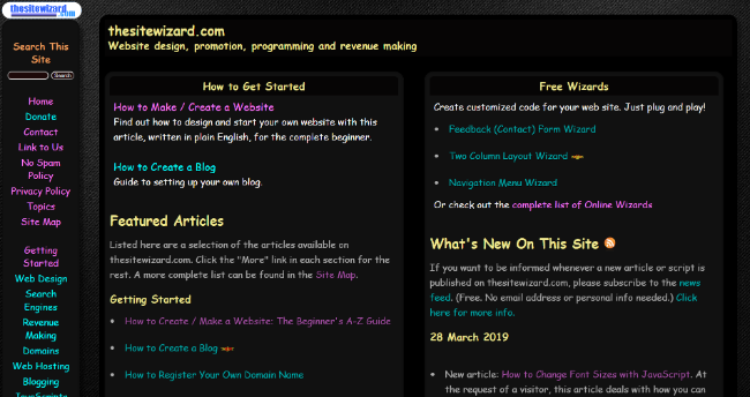 thesitewizard
.com
Search This
Site
Search
Home
Donate
Contact
Link to Us
No Spam
Policy
Privacy Policy
Topics
Site Map
Getting
Started
Web Design
Search
Engines
Revenue
Making
Domains
Web Hosting
Blogging
JavaScripts
thesitewizard.com
Website design, promotion, programming and revenue making
How to Get Started
How to Make / Create a Website
Find out how to design and start your own website with this
article, written in plain English, for the complete beginner.
How to Create a Blog
Guide to setting up your own blog.
Featured Articles
Listed here are a selection of the articles available on
thesitewizard.com. Click the "More" link in each section for the
rest. A more complete list can be found in the Site Map.
Getting Started
How to Create / Make a Website: The Beginner's A-Z Guide
How to Create a Blog
How to Register Your Own Domain Name
Free Wizards
Create customized code for your web site. Just plug and play!
Feedback (Contact) Form Wizard
Two Column Layout Wizard
Navigation Menu Wizard
Or check out the complete list of Online Wizards
What's New On This Site
If you want to be informed whenever a new article or script is
published on thesitewizard.com, please subscribe to the news
feed. (Free. No email address or personal info needed.) Click
here for more info.
28 March 2019
New article: How to Change Font Sizes with JavaScript. At
the request of a visitor, this article deals with how you can